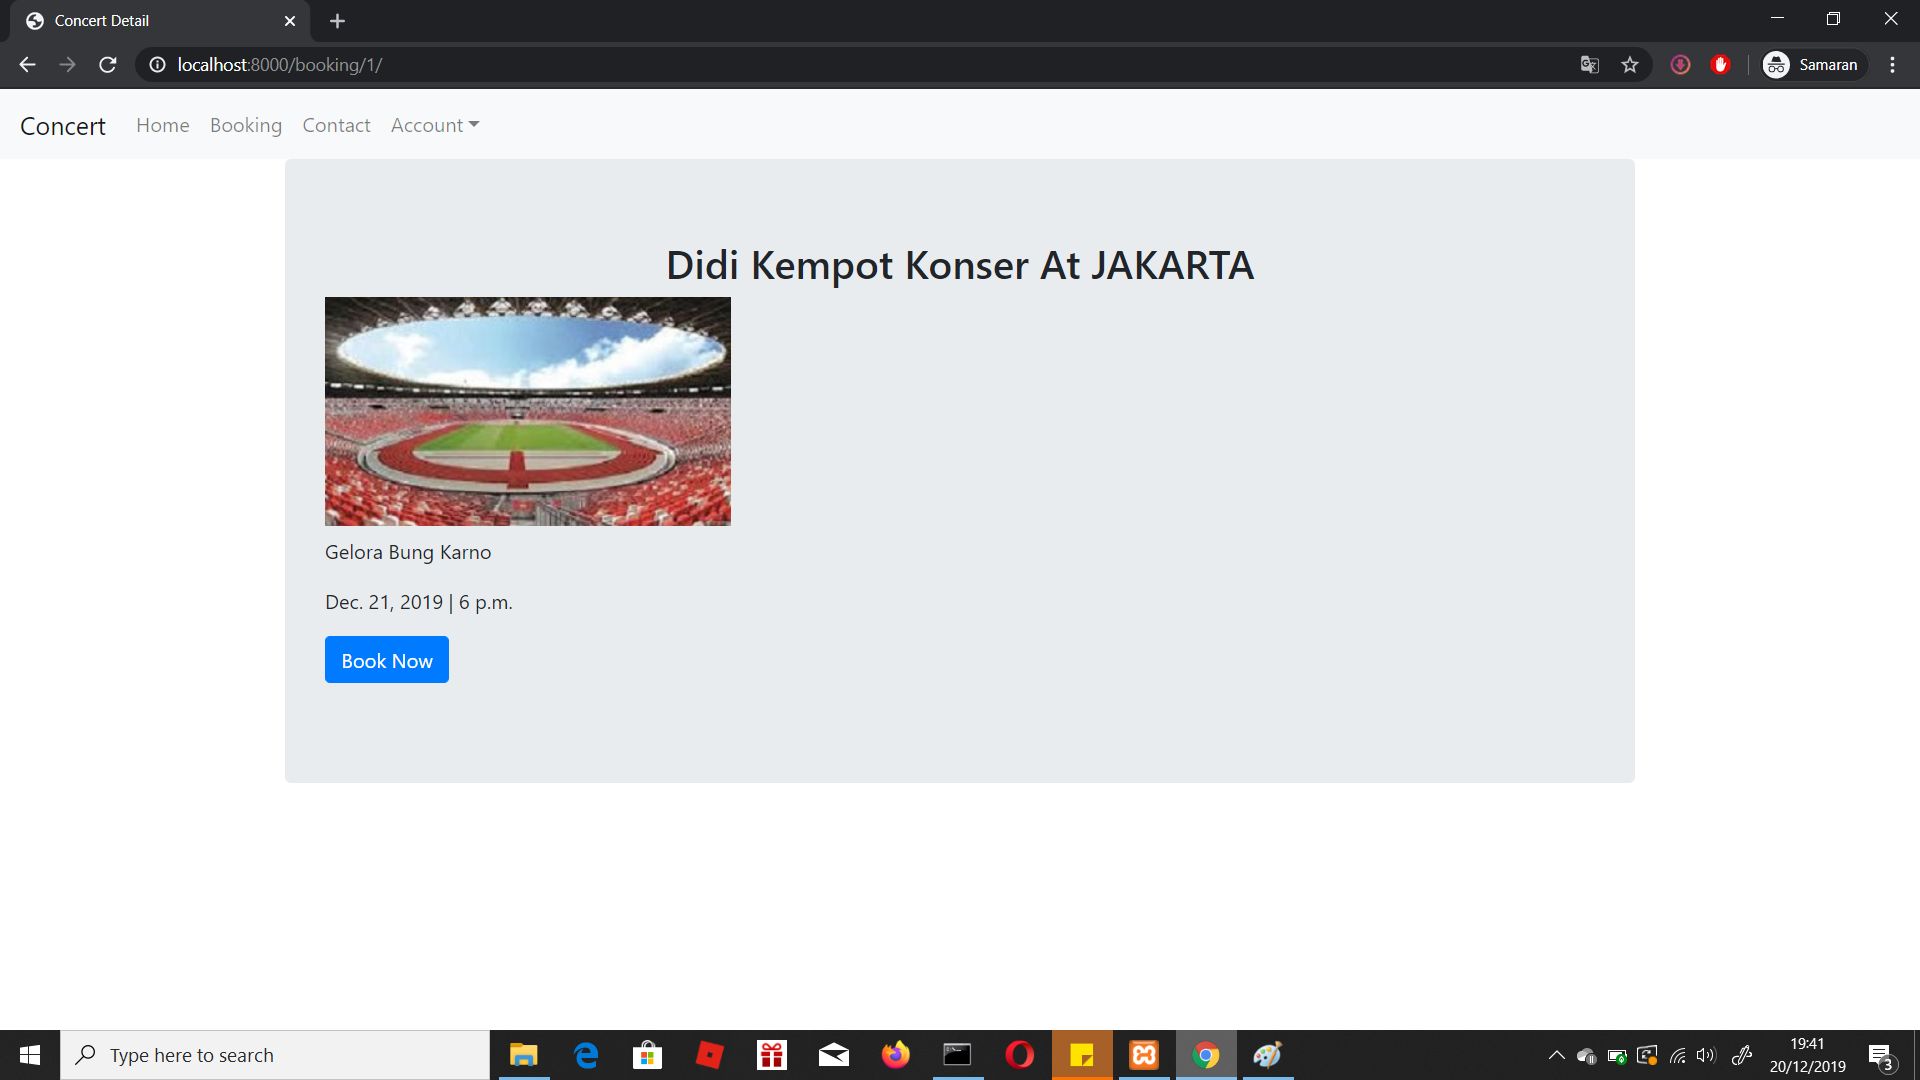 Concert Detail
localhost:8000/booking/1/
Samaran
Concert Home Booking Contact Account
Didi Kempot Konser At JAKARTA
Gelora Bung Karno
Dec. 21, 2019 | 6 p.m.
Book Now
Type here to search
19:41
20/12/2019
3